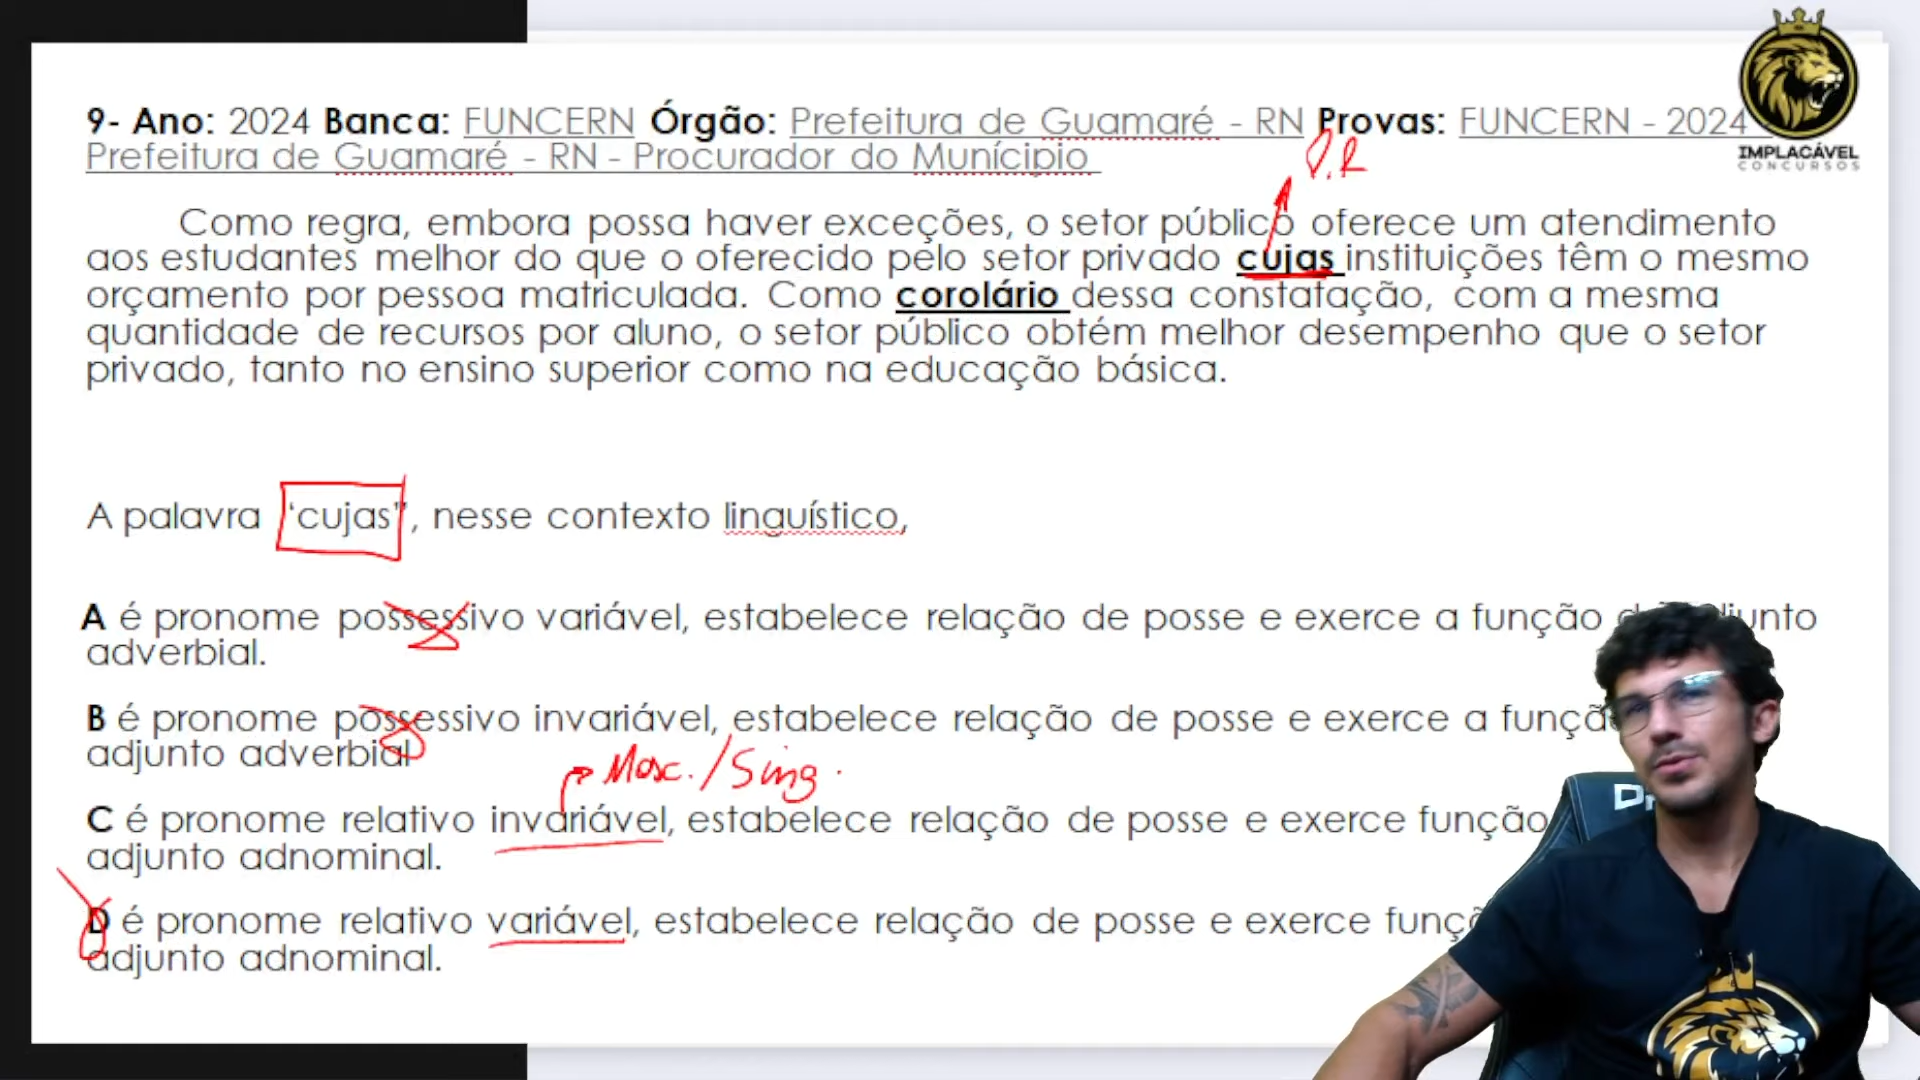 9- Ano: 2024 Banca: FUNCERN Órgão: Prefeitura de Guamaré - RN Provas: FUNCERN - 2024 -
Prefeitura de Guamaré - RN - Procurador do Munícipio
IMPLACÁVEL
CONCURSOS
P.R
Como regra, embora possa haver exceções, o setor público oferece um atendimento
aos estudantes melhor do que o oferecido pelo setor privado cujas instituições têm o mesmo
orçamento por pessoa matriculada. Como corolário dessa constatação, com a mesma
quantidade de recursos por aluno, o setor público obtém melhor desempenho que o setor
privado, tanto no ensino superior como na educação básica.
A palavra 'cujas", nesse contexto linguístico,
A é pronome possessivo variável, estabelece relação de posse e exerce a função
adverbial.
B é pronome possessivo invariável, estabelece relação de posse e exerce a
adjunto adverbial
Masc. / Sing.
C é pronome relativo invariável, estabelece relação de posse e exerce função
adjunto adnominal.
D é pronome relativo variável, estabelece relação de posse e exerce
adjunto adnominal.